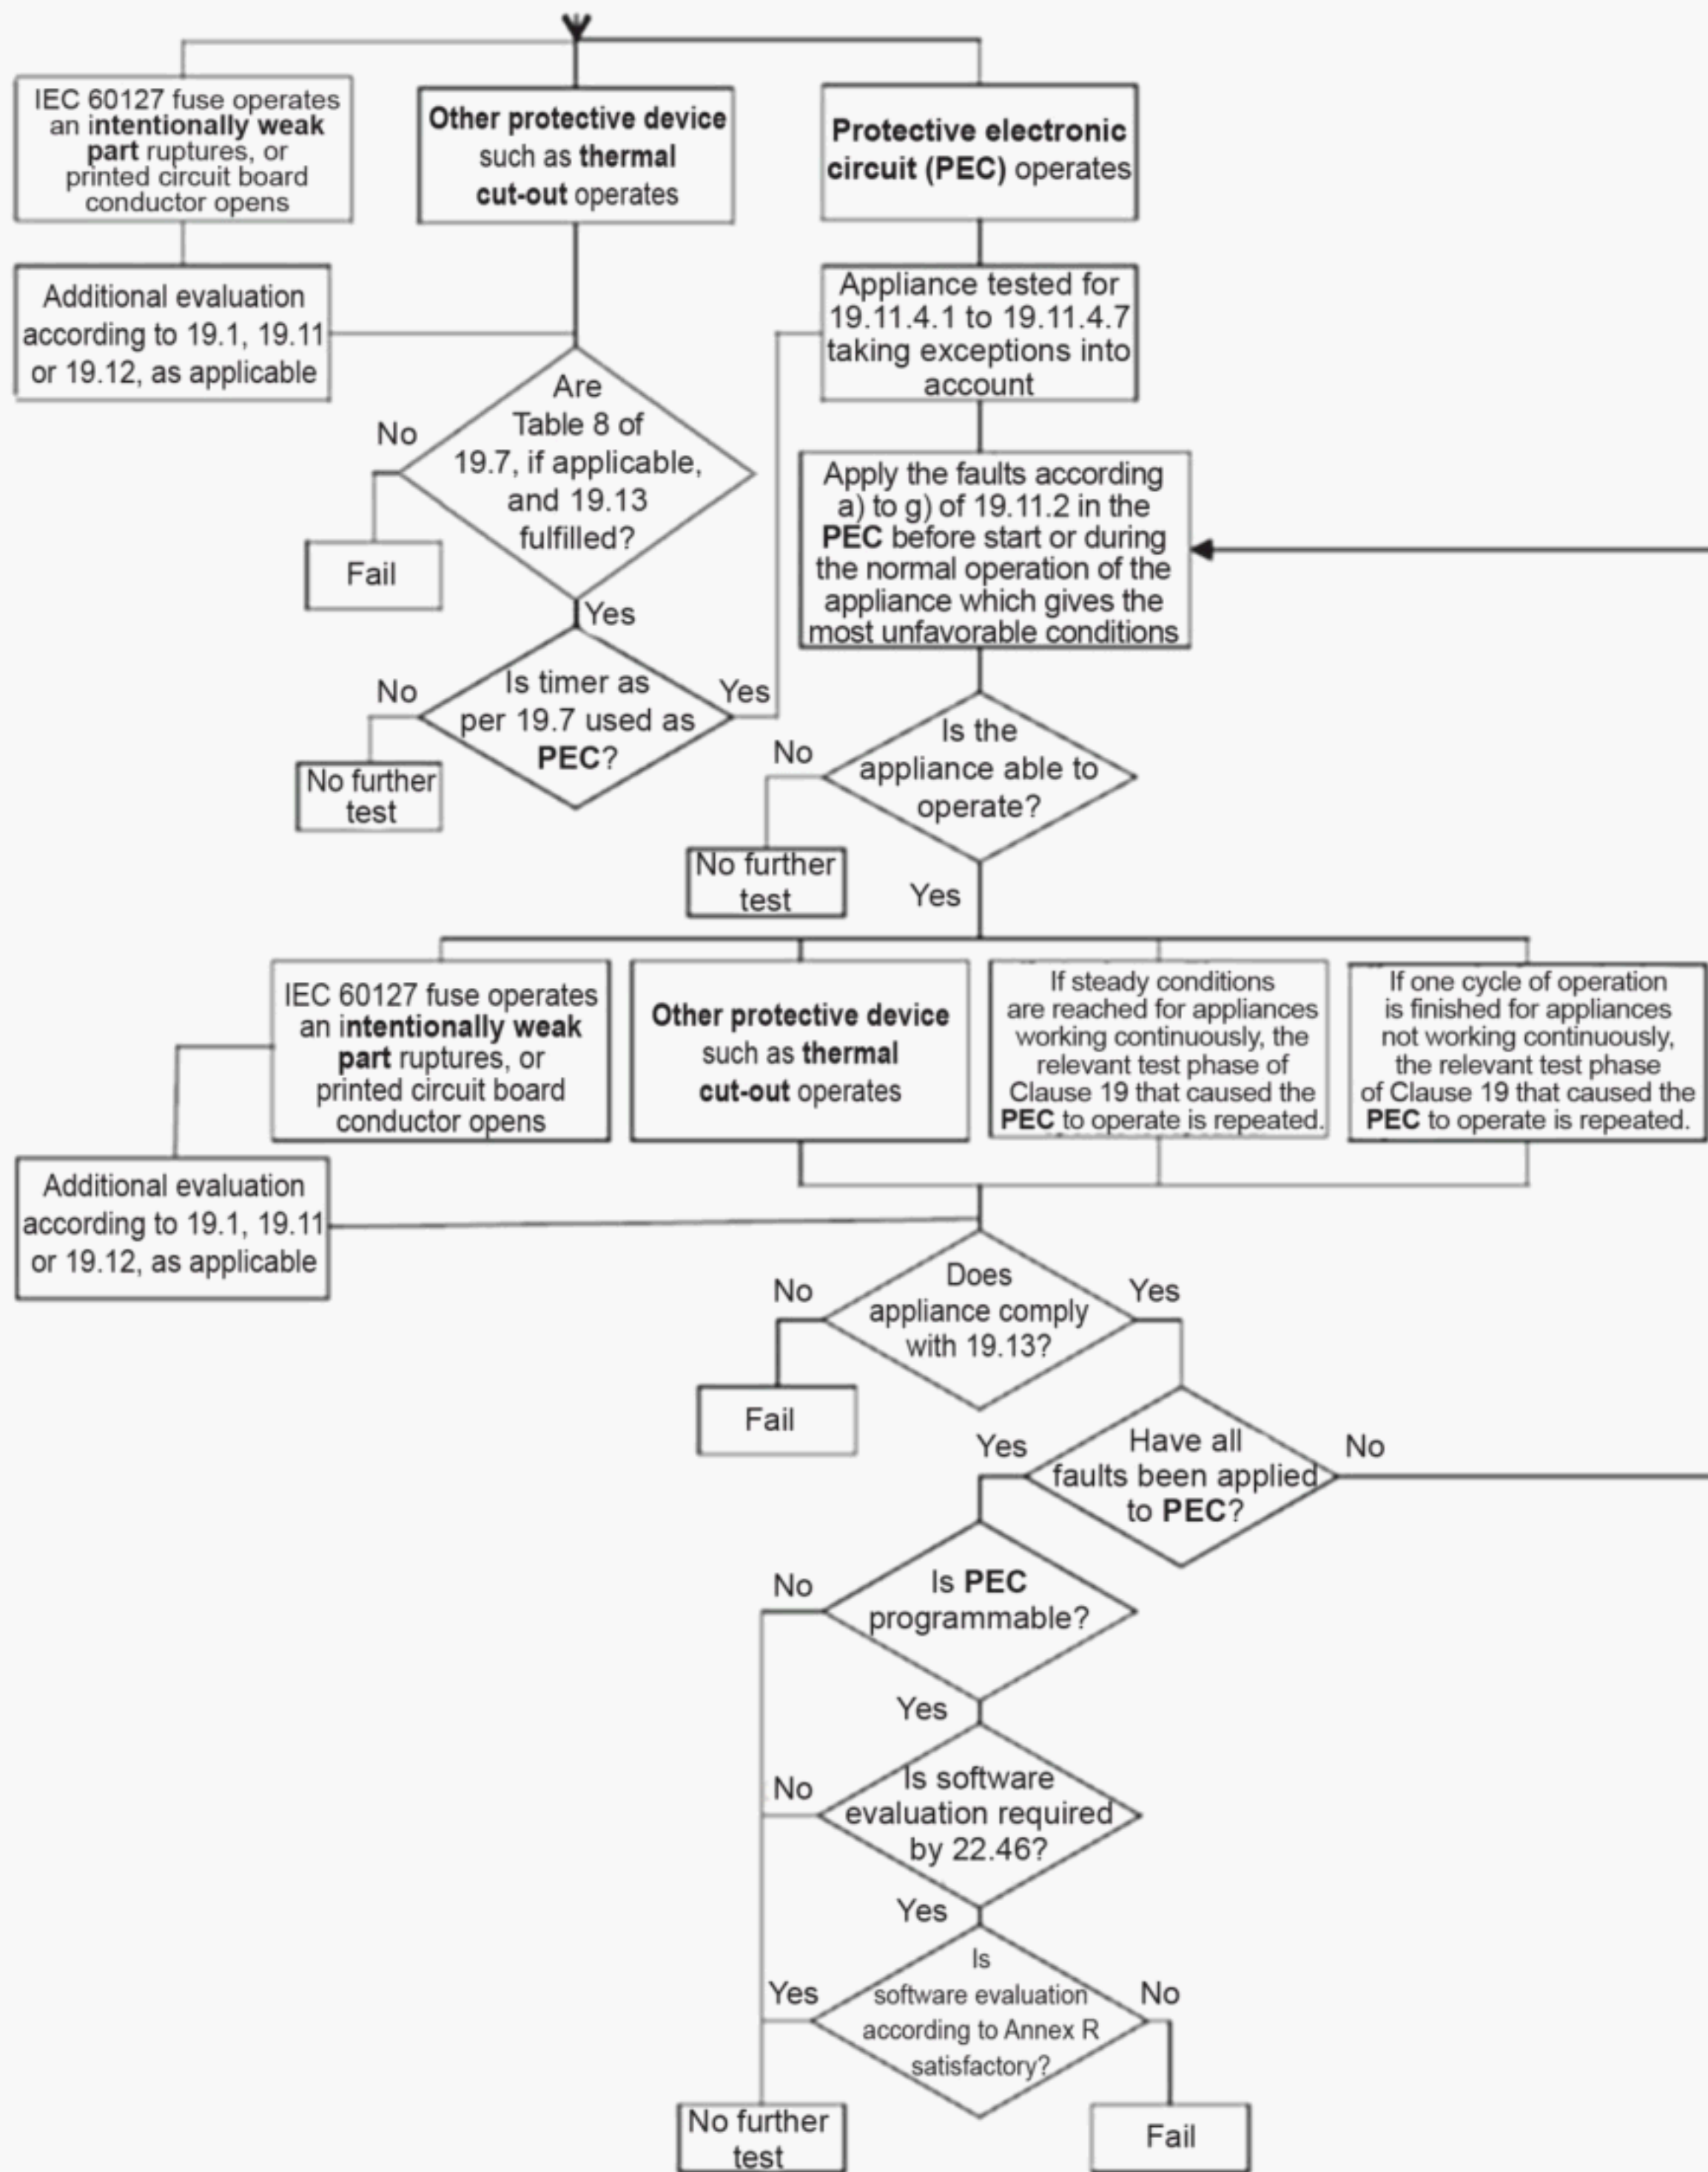 IEC 60127 fuse operates
an intentionally weak
part ruptures, or
printed circuit board
conductor opens
Other protective device
such as thermal
cut-out operates
Protective electronic
circuit (PEC) operates
Additional evaluation
according to 19.1, 19.11
or 19.12, as applicable
Appliance tested for
19.11.4.1 to 19.11.4.7
taking exceptions into
account
Are
Table 8 of
19.7, if applicable,
and 19.13
fulfilled?
No
Fail
Yes
Apply the faults according
a) to g) of 19.11.2 in the
PEC before start or during
the normal operation of the
appliance which gives the
most unfavorable conditions
Is timer as
per 19.7 used as
PEC?
No
Yes
No further
test
Is the
appliance able to
operate?
No
No further
test
Yes
IEC 60127 fuse operates
an intentionally weak
part ruptures, or
printed circuit board
conductor opens
Other protective device
such as thermal
cut-out operates
If steady conditions
are reached for appliances
working continuously, the
relevant test phase of
Clause 19 that caused the
PEC to operate is repeated.
If one cycle of operation
is finished for appliances
not working continuously,
the relevant test phase
of Clause 19 that caused the
PEC to operate is repeated.
Additional evaluation
according to 19.1, 19.11
or 19.12, as applicable
Does
appliance comply
with 19.13?
No
Yes
Fail
Have all
faults been applied
to PEC?
Yes
No
Is PEC
programmable?
No
Yes
Is software
evaluation required
by 22.46?
No
Yes
Is
software evaluation
according to Annex R
satisfactory?
Yes
No
No further
test
Fail